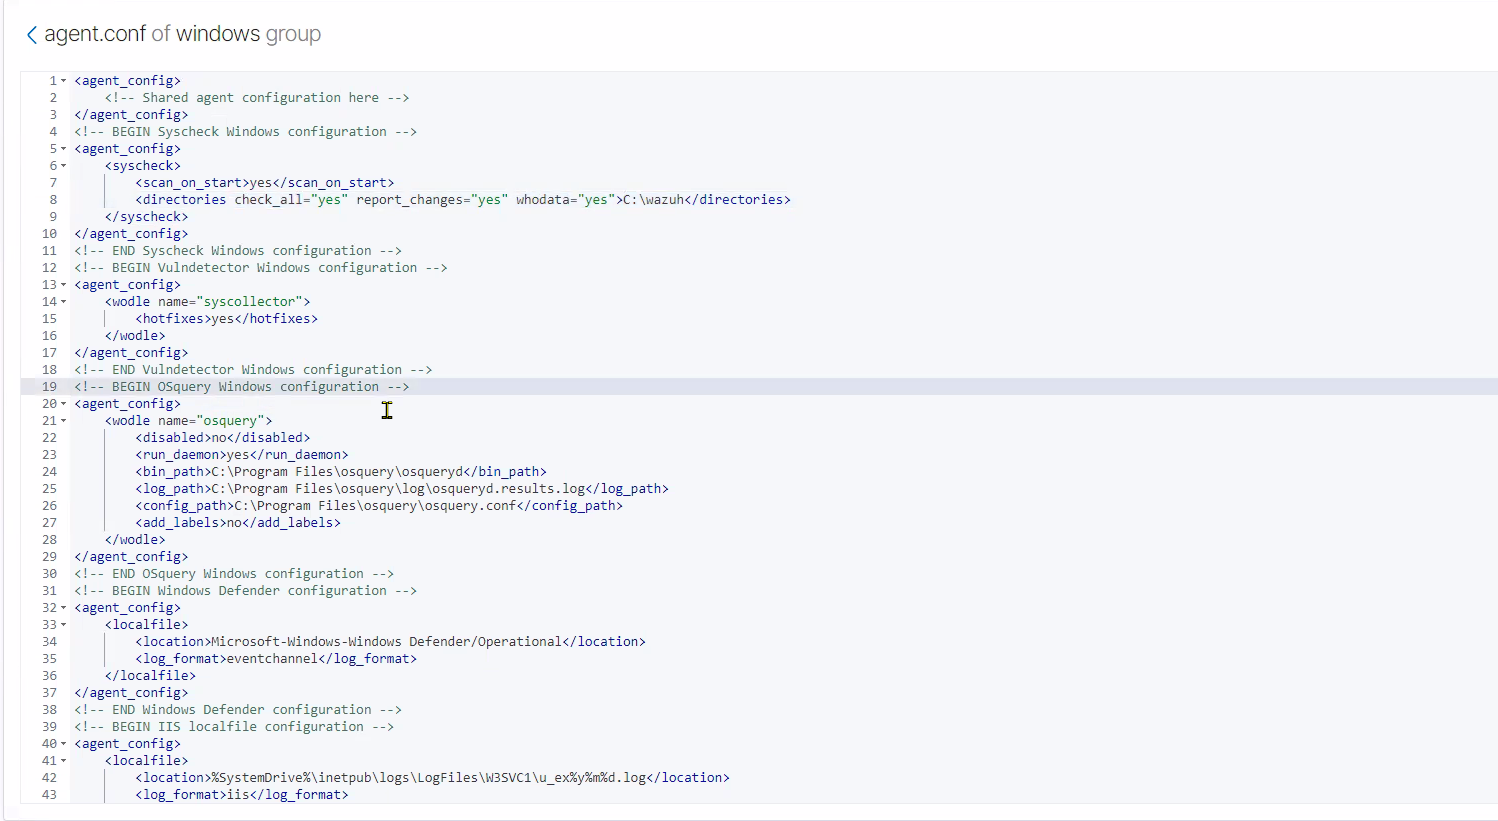 agent.conf of windows group
1 <agent_config>
2 <!-- Shared agent configuration here -->
3 </agent_config>
4 <!-- BEGIN Syscheck Windows configuration -->
5 <agent_config>
6 <syscheck>
7 <scan_on_start>yes</scan_on_start>
8 <directories check_all="yes" report_changes="yes" whodata="yes">C:\wazuh</directories>
9 </syscheck>
10 </agent_config>
11 <!-- END Syscheck Windows configuration -->
12 <!-- BEGIN Vulndetector Windows configuration -->
13 <agent_config>
14 <wodle name="syscollector">
15 <hotfixes>yes</hotfixes>
16 </wodle>
17 </agent_config>
18 <!-- END Vulndetector Windows configuration -->
19 <!-- BEGIN OSquery Windows configuration -->
20 <agent_config>
21 <wodle name="osquery">
22 <disabled>no</disabled>
23 <run_daemon>yes</run_daemon>
24 <bin_path>C:\Program Files\osquery\osqueryd</bin_path>
25 <log_path>C:\Program Files\osquery\log\osqueryd.results.log</log_path>
26 <config_path>C:\Program Files\osquery\osquery.conf</config_path>
27 <add_labels>no</add_labels>
28 </wodle>
29 </agent_config>
30 <!-- END OSquery Windows configuration -->
31 <!-- BEGIN Windows Defender configuration -->
32 <agent_config>
33 <localfile>
34 <location>Microsoft-Windows-Windows Defender/Operational</location>
35 <log_format>eventchannel</log_format>
36 </localfile>
37 </agent_config>
38 <!-- END Windows Defender configuration -->
39 <!-- BEGIN IIS localfile configuration -->
40 <agent_config>
41 <localfile>
42 <location>%SystemDrive%\inetpub\logs\LogFiles\W3SVC1\u_ex%y%m%d.log</location>
43 <log_format>iis</log_format>